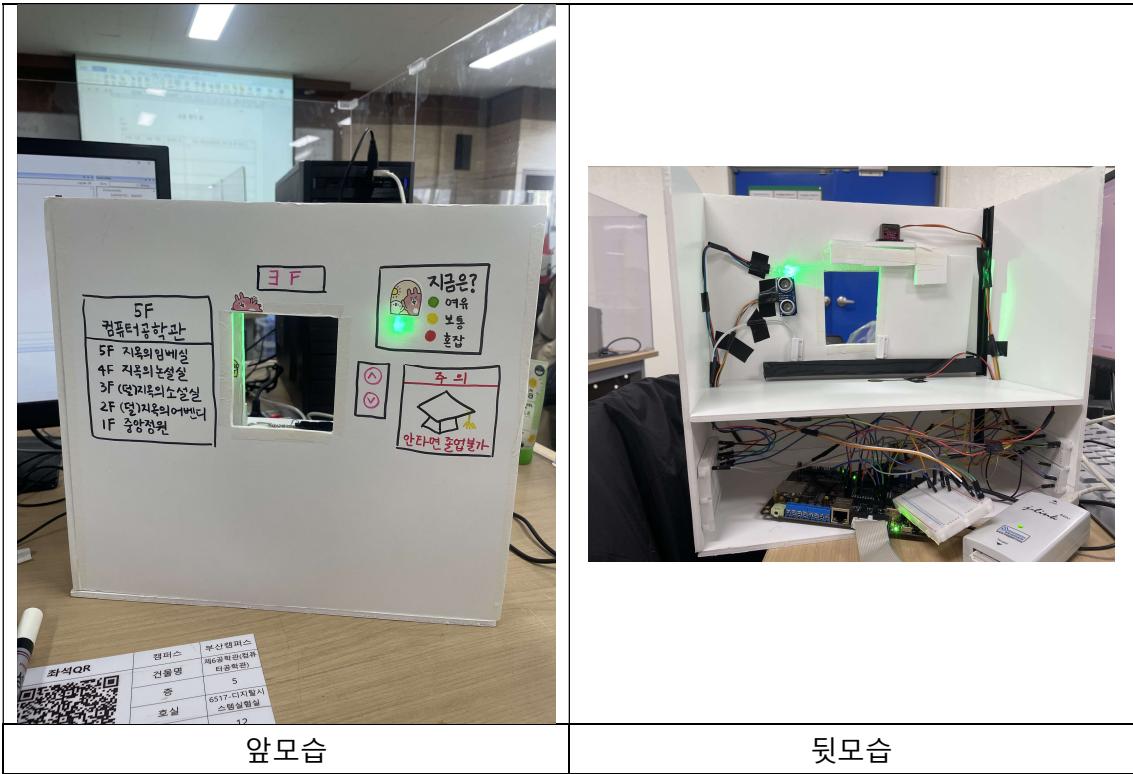 3F
5F
컴퓨터공학관
5F 지옥의임베실
4F 지옥의논설실
3F (덜)지옥의소설실
2F (덜)지옥의어벤디
1F 중앙정원
지금은?
여유
보통
혼잡
주의
안타면 졸업불가
좌석QR
캠퍼스
부산캠퍼스
건물명
제6공학관(컴퓨
터공학관)
층
5
호실
6517-디지털시
스템실험실
12
앞모습
뒷모습